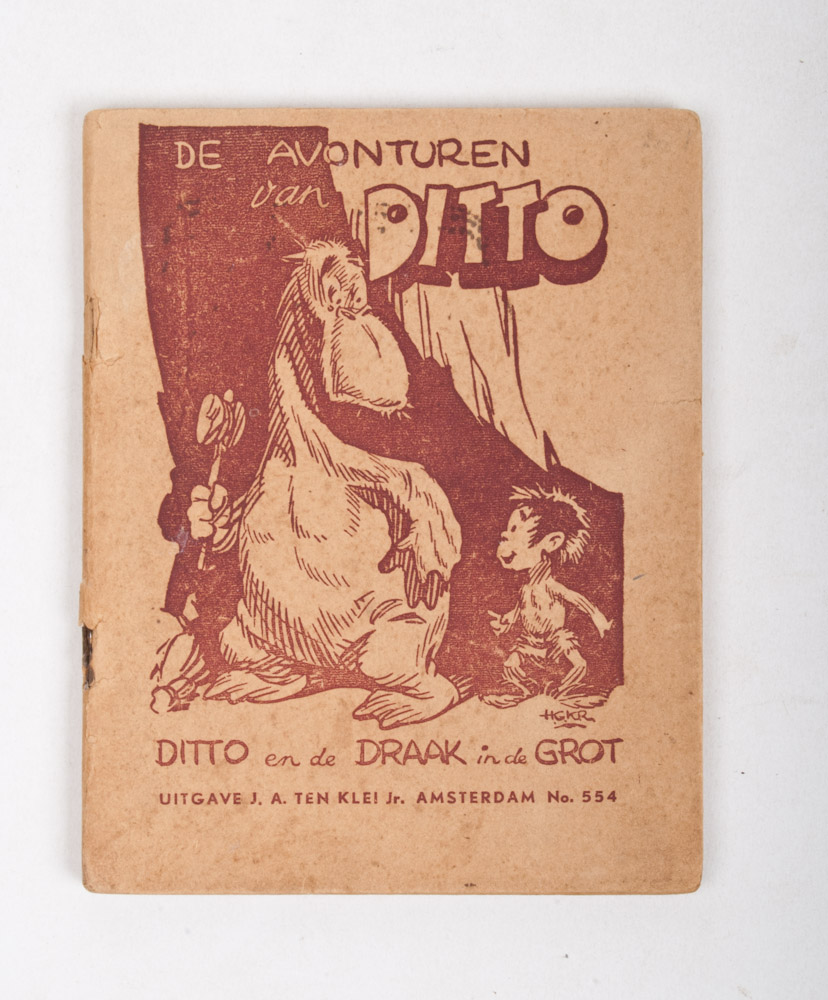 DE AVONTUREN
van DITTO
HGKR
DITTO en de DRAAK in de GROT
UITGAVE J. A. TEN KLEI Jr. AMSTERDAM No. 554